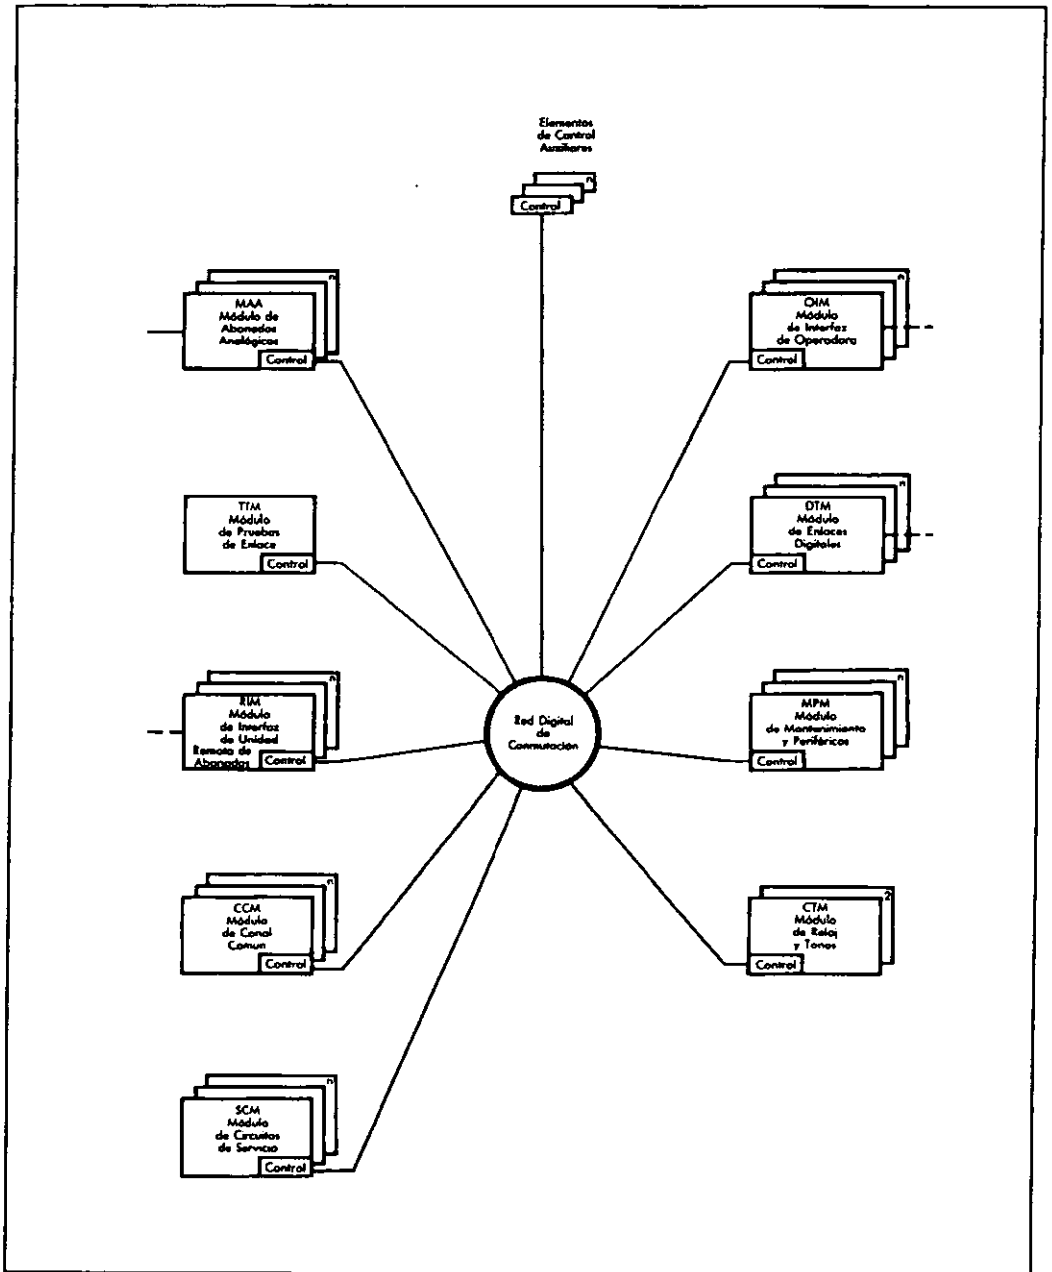 Elementos
de Control
Auxiliares
n
Control
n
MAA
Módulo de
Abonados
Analógicos
Control
n
OIM
Módulo
de Interfaz
de Operadora
Control
TTM
Módulo
de Pruebas
de Enlace
Control
n
DTM
Módulo
de Enlaces
Digitales
Control
n
RIM
Módulo
de Interfaz
de Unidad
Remota de
Abonados
Control
Red Digital
de
Conmutación
n
MPM
Módulo
de Mantenimiento
y Periféricos
Control
n
CCM
Módulo
de Canal
Comun
Control
2
CTM
Módulo
de Reloj
y Tonos
Control
n
SCM
Módulo
de Circuitos
de Servicio
Control